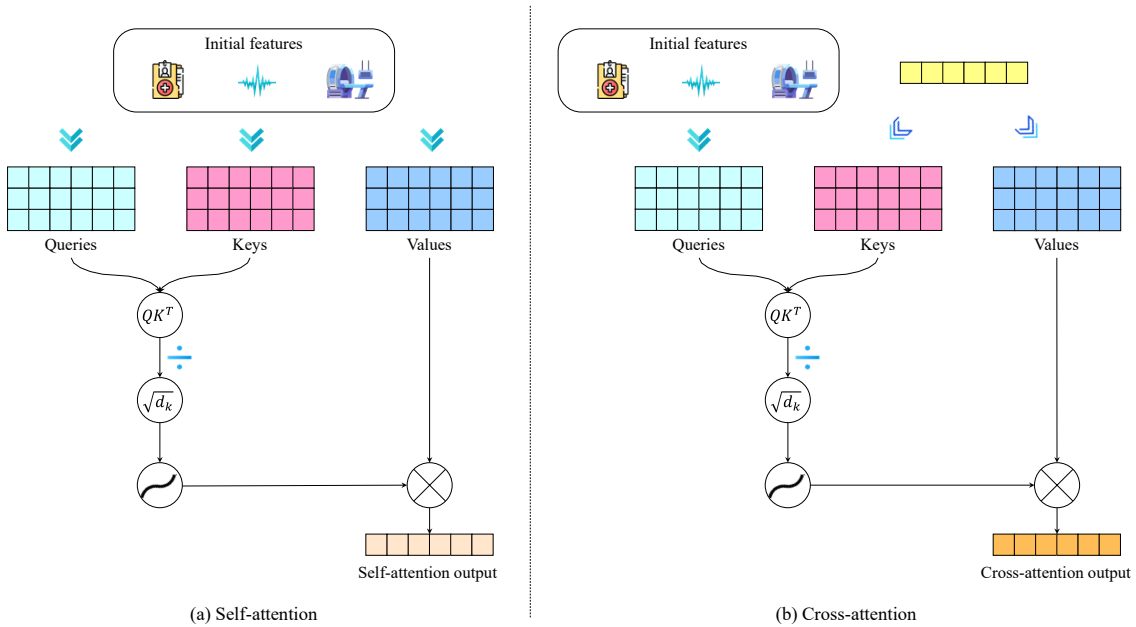 Initial features
Queries
Keys
Values
QK^T
√d_k
Self-attention output
(a) Self-attention
Initial features
Queries
Keys
Values
QK^T
√d_k
Cross-attention output
(b) Cross-attention